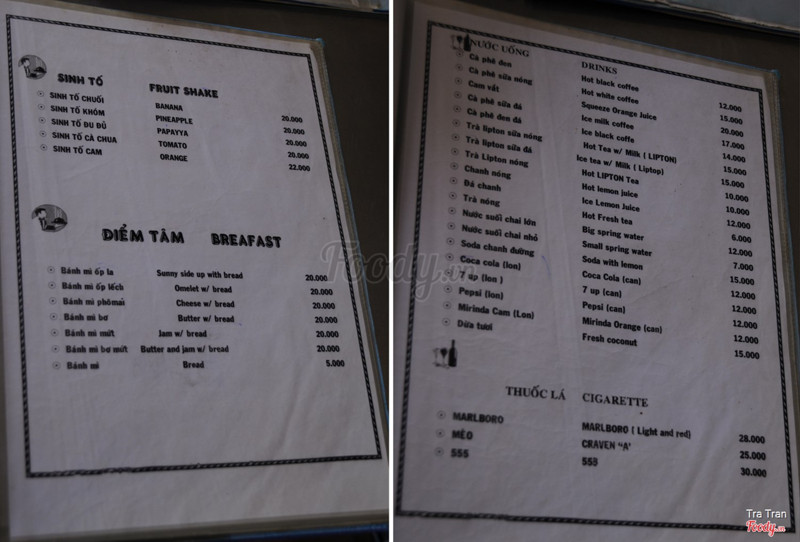 SINH TỐ FRUIT SHAKE
SINH TỐ CHUỐI BANANA 20.000
SINH TỐ KHÓM PINEAPPLE 20.000
SINH TỐ ĐU ĐỦ PAPAYYA 20.000
SINH TỐ CÀ CHUA TOMATO 20.000
SINH TỐ CAM ORANGE 22.000
ĐIỂM TÂM BREAFAST
Bánh mì ốp la Sunny side up with bread 20.000
Bánh mì ốp lếch Omelet w/ bread 20.000
Bánh mì phômai Cheese w/ bread 20.000
Bánh mì bơ Butter w/ bread 20.000
Bánh mì mứt Jam w/ bread 20.000
Bánh mì bơ mứt Butter and jam w/ bread 20.000
Bánh mì Bread 5.000
NƯỚC UỐNG DRINKS
Cà phê đen Hot black coffee 12.000
Cà phê sữa nóng Hot white coffee 15.000
Cam vắt Squeeze Orange Juice 20.000
Cà phê sữa đá Ice milk coffee 17.000
Cà phê đen đá Ice black coffe 14.000
Trà lipton sữa nóng Hot Tea w/ Milk ( LIPTON) 15.000
Trà lipton sữa đá Ice tea w/ Milk ( Liptop) 15.000
Trà Lipton nóng Hot LIPTON Tea 10.000
Chanh nóng Hot lemon juice 10.000
Đá chanh Ice Lemon Juice 12.000
Trà nóng Hot Fresh tea 6.000
Nước suối chai lớn Big spring water 12.000
Nước suối chai nhỏ Small spring water 7.000
Soda chanh đường Soda with lemon 15.000
Coca cola (lon) Coca Cola (can) 12.000
7 up (lon ) 7 up (can) 12.000
Pepsi (lon) Pepsi (can) 12.000
Mirinda Cam (Lon) Mirinda Orange (can) 12.000
Dừa tươi Fresh coconut 15.000
THUỐC LÁ CIGARETTE
MARLBORO MARLBORO ( Light and red) 28.000
MÈO CRAVEN "A' 25.000
555 553 30.000
Foody.vn
Tra Tran
Foody.vn